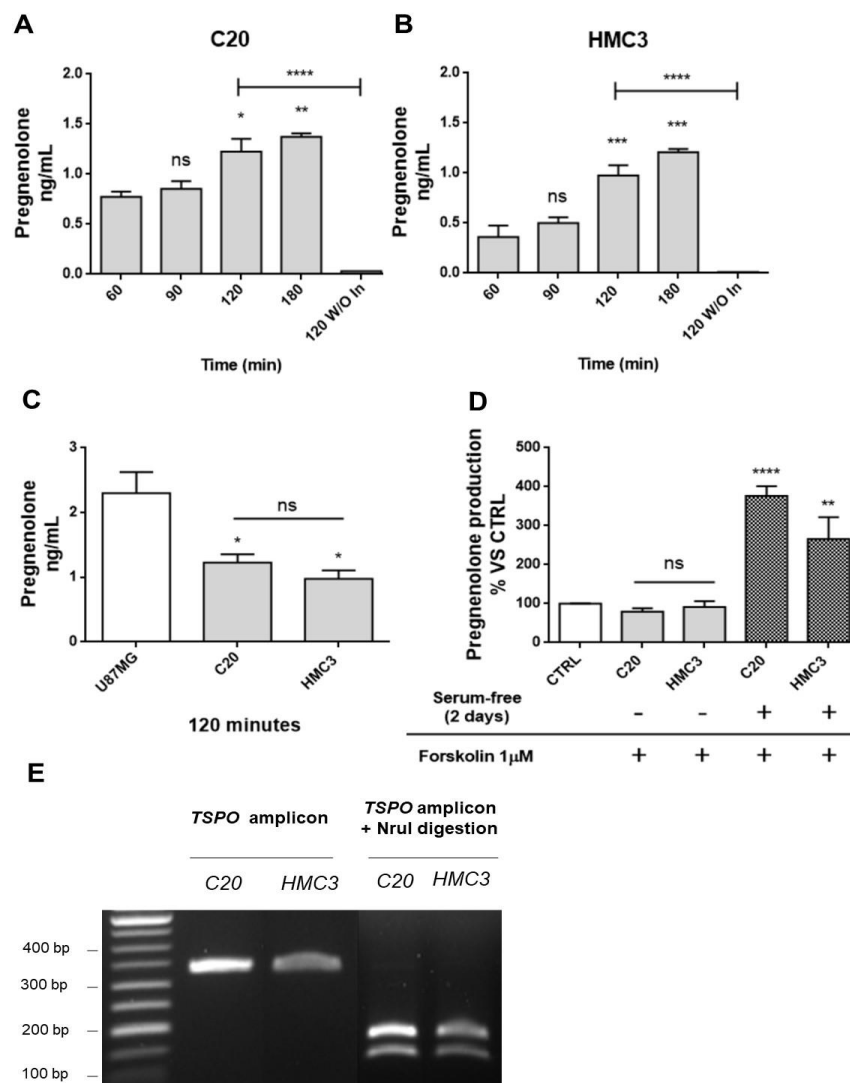 A
C20
Pregnenolone
ng/mL
2.0
1.5
1.0
0.5
0.0
****
ns
*
**
60
90
120
180
120 W/O In
Time (min)
B
HMC3
Pregnenolone
ng/mL
2.0
1.5
1.0
0.5
0.0
****
ns
***
***
60
90
120
180
120 W/O In
Time (min)
C
Pregnenolone
ng/mL
3
2
1
0
ns
*
*
U87MG
C20
HMC3
120 minutes
D
Pregnenolone production
% VS CTRL
500
400
300
200
100
0
ns
****
**
CTRL
C20
HMC3
C20
HMC3
Serum-free
(2 days)
- - + +
Forskolin 1μM + + + +
E
TSPO amplicon
TSPO amplicon
+ NruI digestion
C20 HMC3 C20 HMC3
400 bp
300 bp
200 bp
100 bp